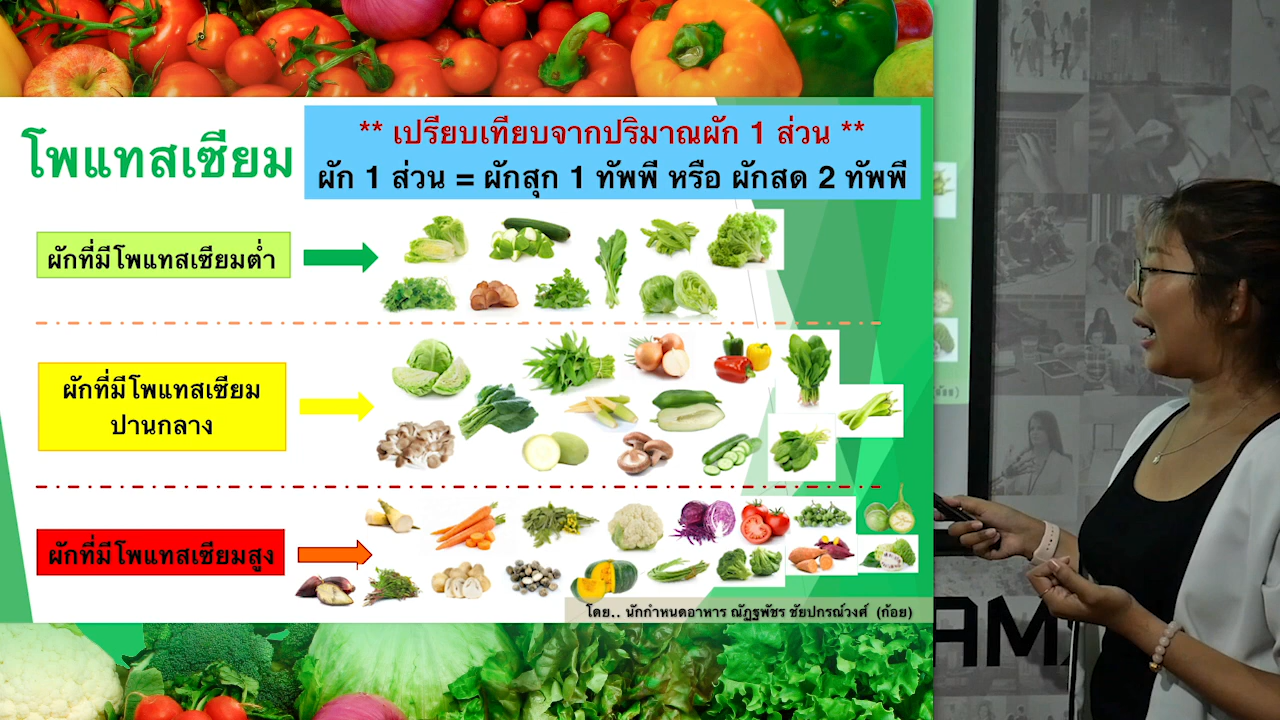 โพแทสเซียม
** เปรียบเทียบจากปริมาณผัก 1 ส่วน **
ผัก 1 ส่วน = ผักสุก 1 ทัพพี หรือ ผักสด 2 ทัพพี
ผักที่มีโพแทสเซียมต่ำ
ผักที่มีโพแทสเซียม
ปานกลาง
ผักที่มีโพแทสเซียมสูง
โดย.. นักกำหนดอาหาร ณัฏฐพัชร ชัยปกรณ์วงศ์ (ก้อย)